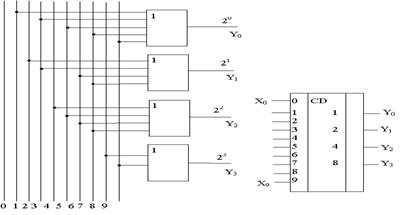 1 2⁰
Y₀
1 2¹
Y₁
1 2²
Y₂
1 2³
Y₃
0 1 2 3 4 5 6 7 8 9
X₀ 0 CD
1 1 Y₀
2
3 2 Y₁
4
5 4 Y₂
6
7 8 Y₃
8
X₉ 9